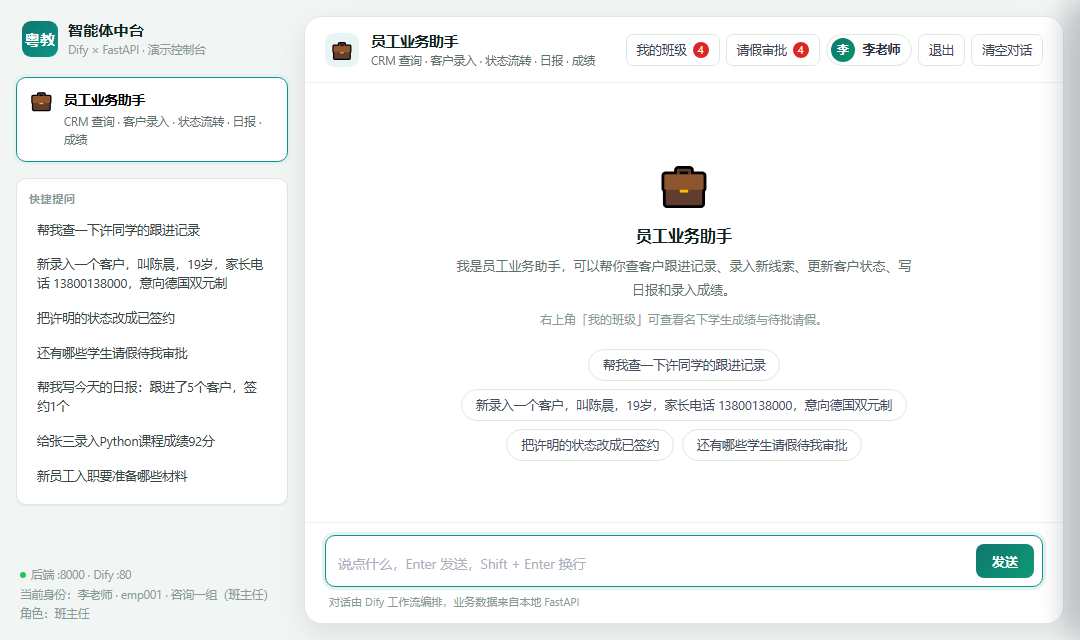 粤教
智能体中台
Dify × FastAPI · 演示控制台
员工业务助手
CRM 查询 · 客户录入 · 状态流转 · 日报 ·
成绩
快捷提问
帮我查一下许同学的跟进记录
新录入一个客户，叫陈晨，19岁，家长电
话 13800138000，意向德国双元制
把许明的状态改成已签约
还有哪些学生请假待我审批
帮我写今天的日报：跟进了5个客户，签
约1个
给张三录入Python课程成绩92分
新员工入职要准备哪些材料
后端 :8000 · Dify :80
当前身份：李老师 · emp001 · 咨询一组（班主任）
角色：班主任
员工业务助手
CRM 查询 · 客户录入 · 状态流转 · 日报 · 成绩
我的班级 4
请假审批 4
李 李老师
退出
清空对话
员工业务助手
我是员工业务助手，可以帮你查客户跟进记录、录入新线索、更新客户状态、写
日报和录入成绩。
右上角「我的班级」可查看名下学生成绩与待批请假。
帮我查一下许同学的跟进记录
新录入一个客户，叫陈晨，19岁，家长电话 13800138000，意向德国双元制
把许明的状态改成已签约
还有哪些学生请假待我审批
说点什么，Enter 发送，Shift + Enter 换行
发送
对话由 Dify 工作流编排，业务数据来自本地 FastAPI